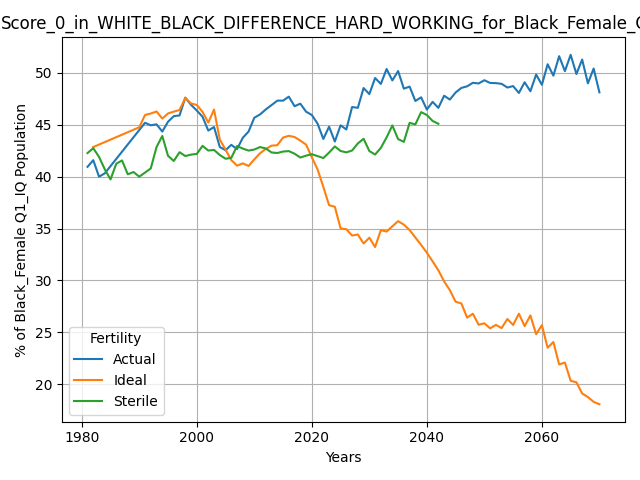 Score_0_in_WHITE_BLACK_DIFFERENCE_HARD_WORKING_for_Black_Female_
% of Black_Female Q1_IQ Population
50
45
40
35
30
25
20
Fertility
Actual
Ideal
Sterile
1980
2000
2020
2040
2060
Years